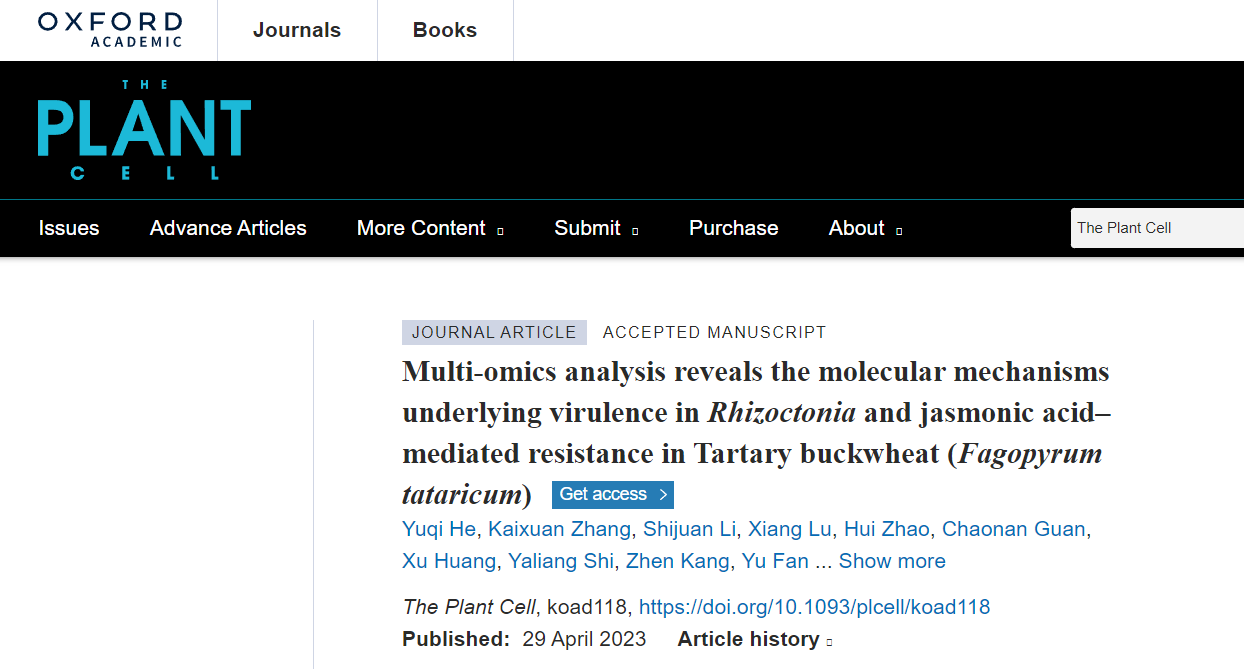 OXFORD
ACADEMIC
Journals
Books
THE
PLANT
CELL
Issues
Advance Articles
More Content
Submit
Purchase
About
The Plant Cell
JOURNAL ARTICLE
ACCEPTED MANUSCRIPT
Multi-omics analysis reveals the molecular mechanisms
underlying virulence in Rhizoctonia and jasmonic acid–
mediated resistance in Tartary buckwheat (Fagopyrum
tataricum)
Get access >
Yuqi He, Kaixuan Zhang, Shijuan Li, Xiang Lu, Hui Zhao, Chaonan Guan,
Xu Huang, Yaliang Shi, Zhen Kang, Yu Fan ... Show more
The Plant Cell, koad118, https://doi.org/10.1093/plcell/koad118
Published: 29 April 2023
Article history